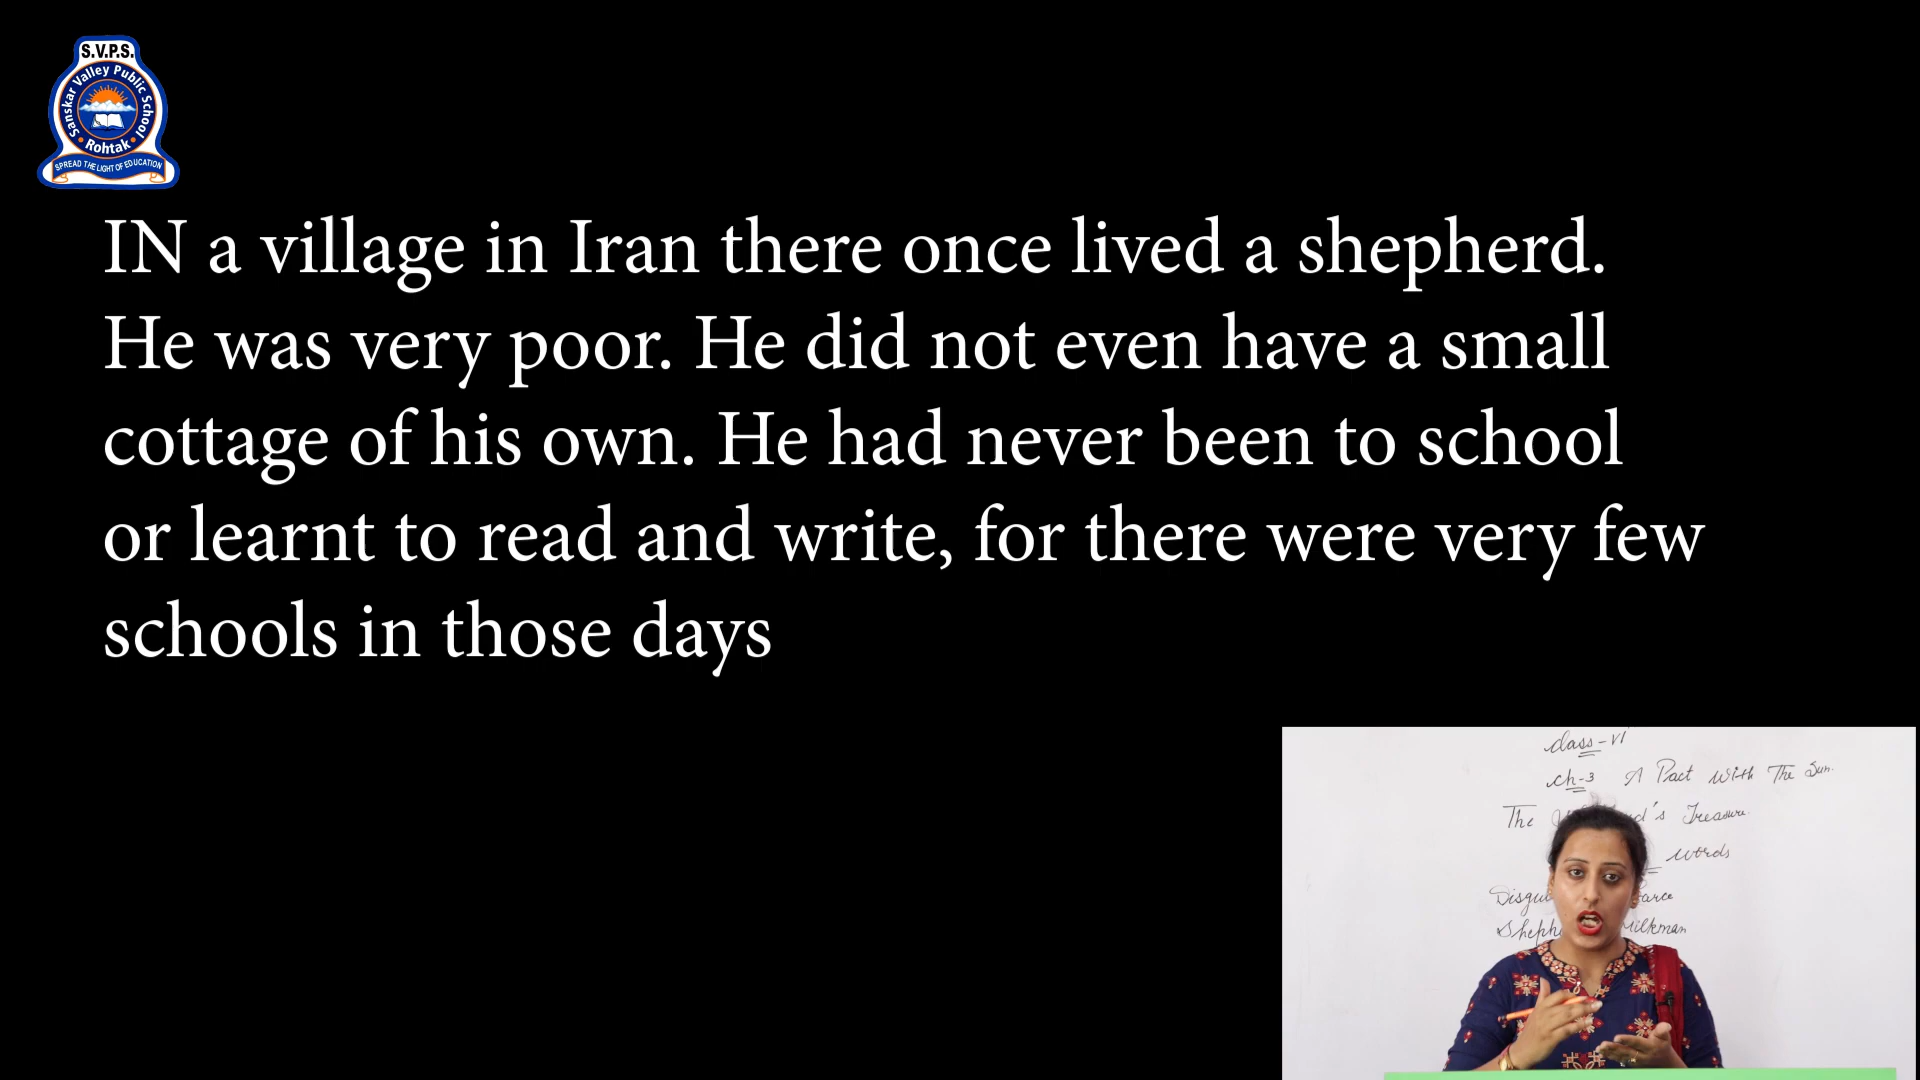 S.V.P.S.
Sanskar Valley Public School
Rohtak
SPREAD THE LIGHT OF EDUCATION
IN a village in Iran there once lived a shepherd.
He was very poor. He did not even have a small
cottage of his own. He had never been to school
or learnt to read and write, for there were very few
schools in those days
class-VI
ch-3 A Pact With The Sun.
The Treasure
words